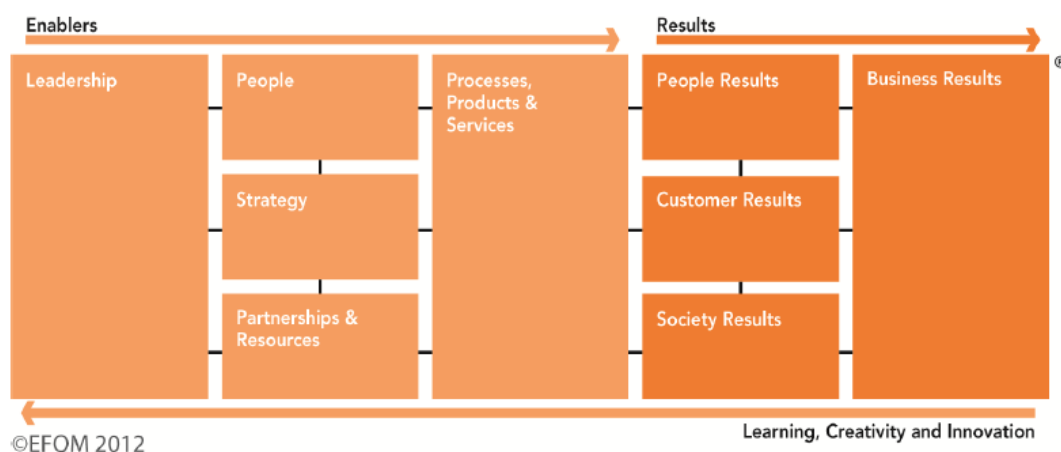 Enablers
Results
®
Leadership
People
Processes,
Products &
Services
People Results
Business Results
Strategy
Customer Results
Partnerships &
Resources
Society Results
Learning, Creativity and Innovation
©EFQM 2012